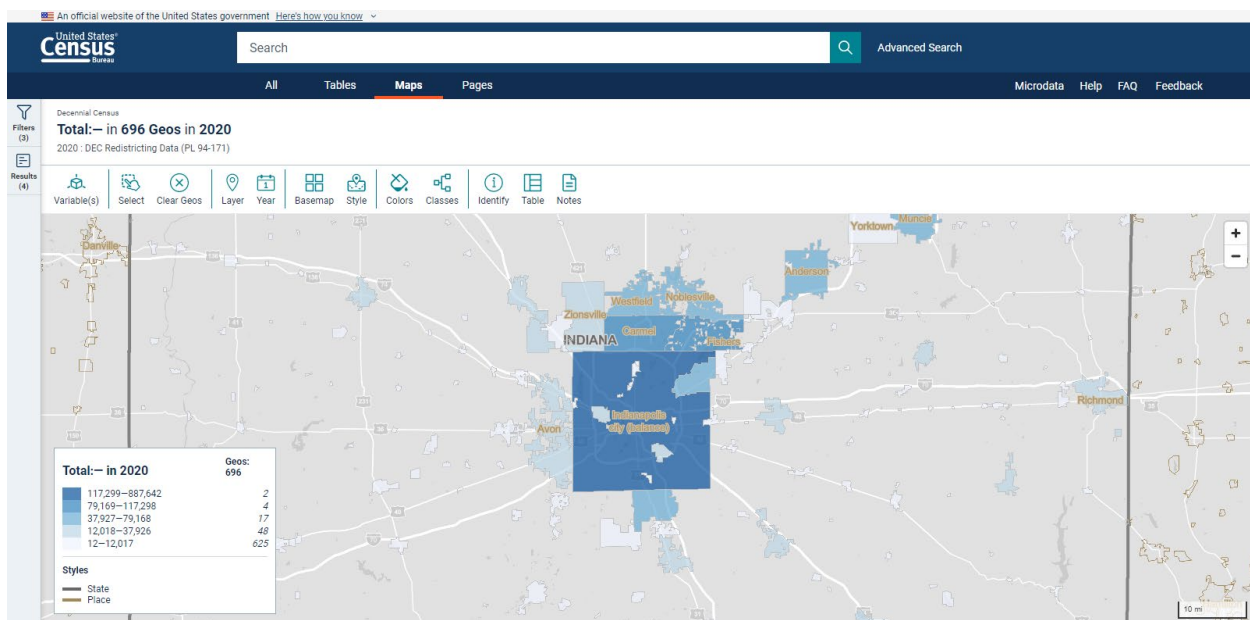 An official website of the United States government Here's how you know
United States®
Census
Bureau
Search
Advanced Search
All Tables Maps Pages
Microdata Help FAQ Feedback
Filters
(3)
Results
(4)
Decennial Census
Total:— in 696 Geos in 2020
2020 : DEC Redistricting Data (PL 94-171)
Variable(s) Select Clear Geos Layer Year Basemap Style Colors Classes Identify Table Notes
Danville
Yorktown
Muncie
Anderson
Westfield
Noblesville
Zionsville
Carmel
INDIANA
Fishers
Richmond
Indianapolis
city (balance)
Avon
+
−
Total:— in 2020
Geos:
696
117,299—887,642 2
79,169—117,298 4
37,927—79,168 17
12,018—37,926 48
12—12,017 625
Styles
State
Place
10 mi